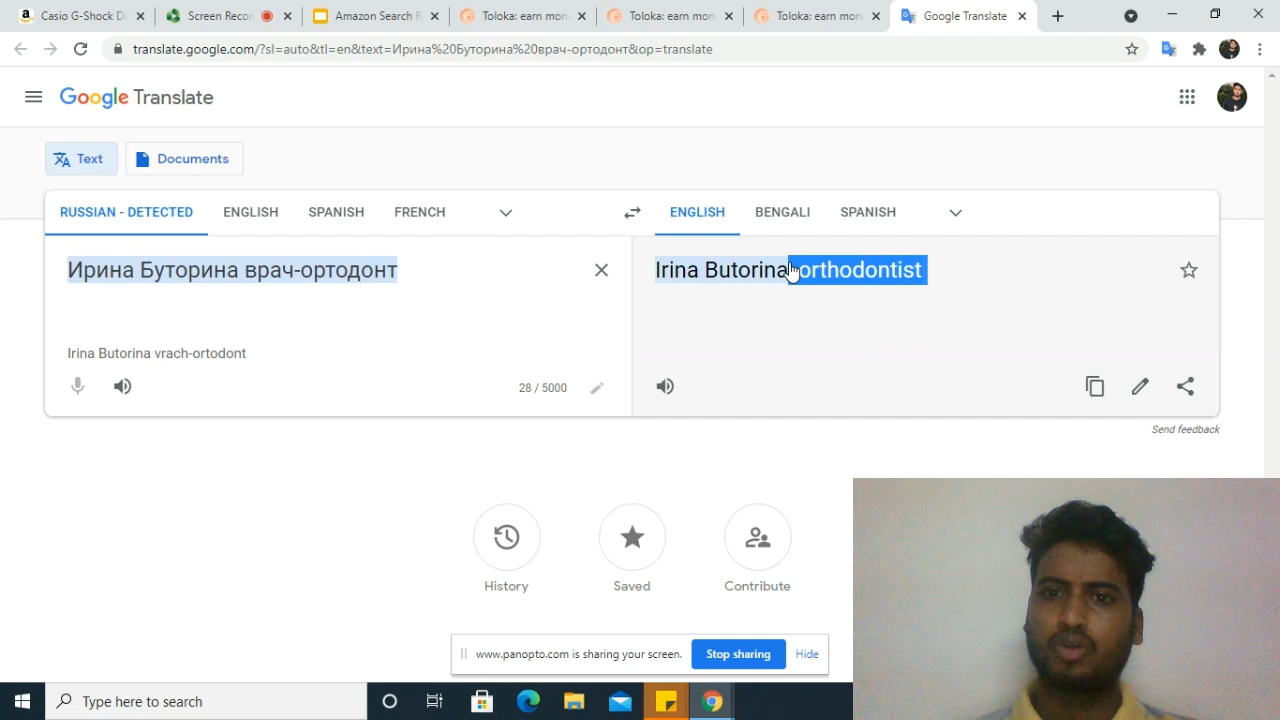 Casio G-Shock D
Screen Recor
Amazon Search R
Toloka: earn mon
Toloka: earn mon
Toloka: earn mon
Google Translate
translate.google.com/?sl=auto&tl=en&text=Ирина%20Буторина%20врач-ортодонт&op=translate
Google Translate
Text
Documents
RUSSIAN - DETECTED
ENGLISH
SPANISH
FRENCH
ENGLISH
BENGALI
SPANISH
Ирина Буторина врач-ортодонт
Irina Butorina orthodontist
Irina Butorina vrach-ortodont
28 / 5000
Send feedback
History
Saved
Contribute
www.panopto.com is sharing your screen.
Stop sharing
Hide
Type here to search